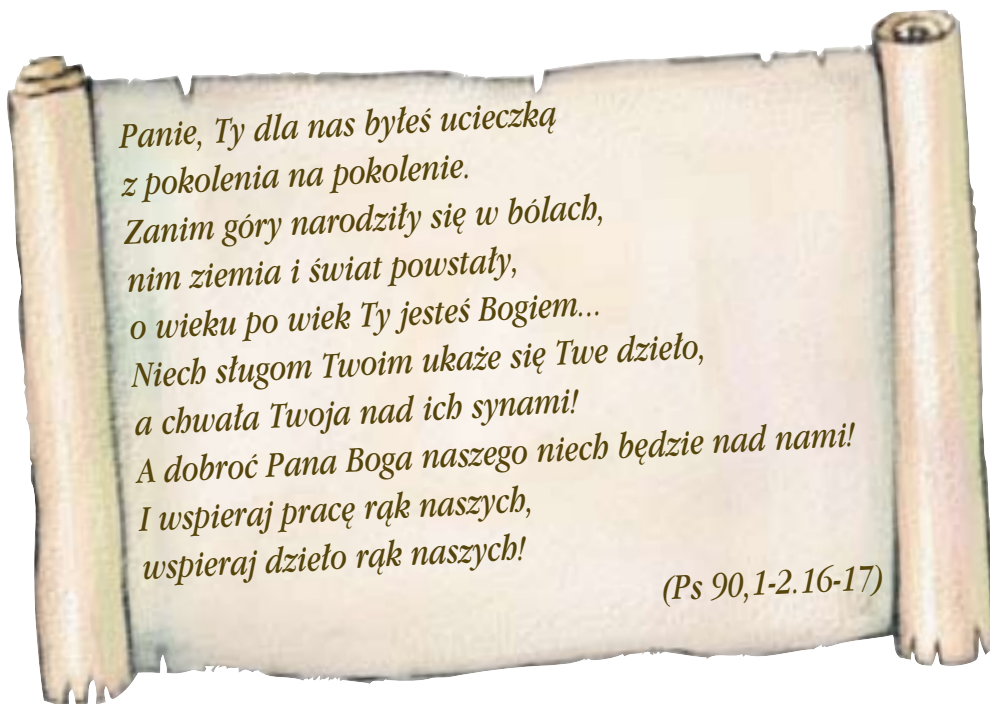 Panie, Ty dla nas byłeś ucieczką
z pokolenia na pokolenie.
Zanim góry narodziły się w bólach,
nim ziemia i świat powstały,
o wieku po wiek Ty jesteś Bogiem...
Niech sługom Twoim ukaże się Twe dzieło,
a chwała Twoja nad ich synami!
A dobroć Pana Boga naszego niech będzie nad nami!
I wspieraj pracę rąk naszych,
wspieraj dzieło rąk naszych!
(Ps 90,1-2.16-17)